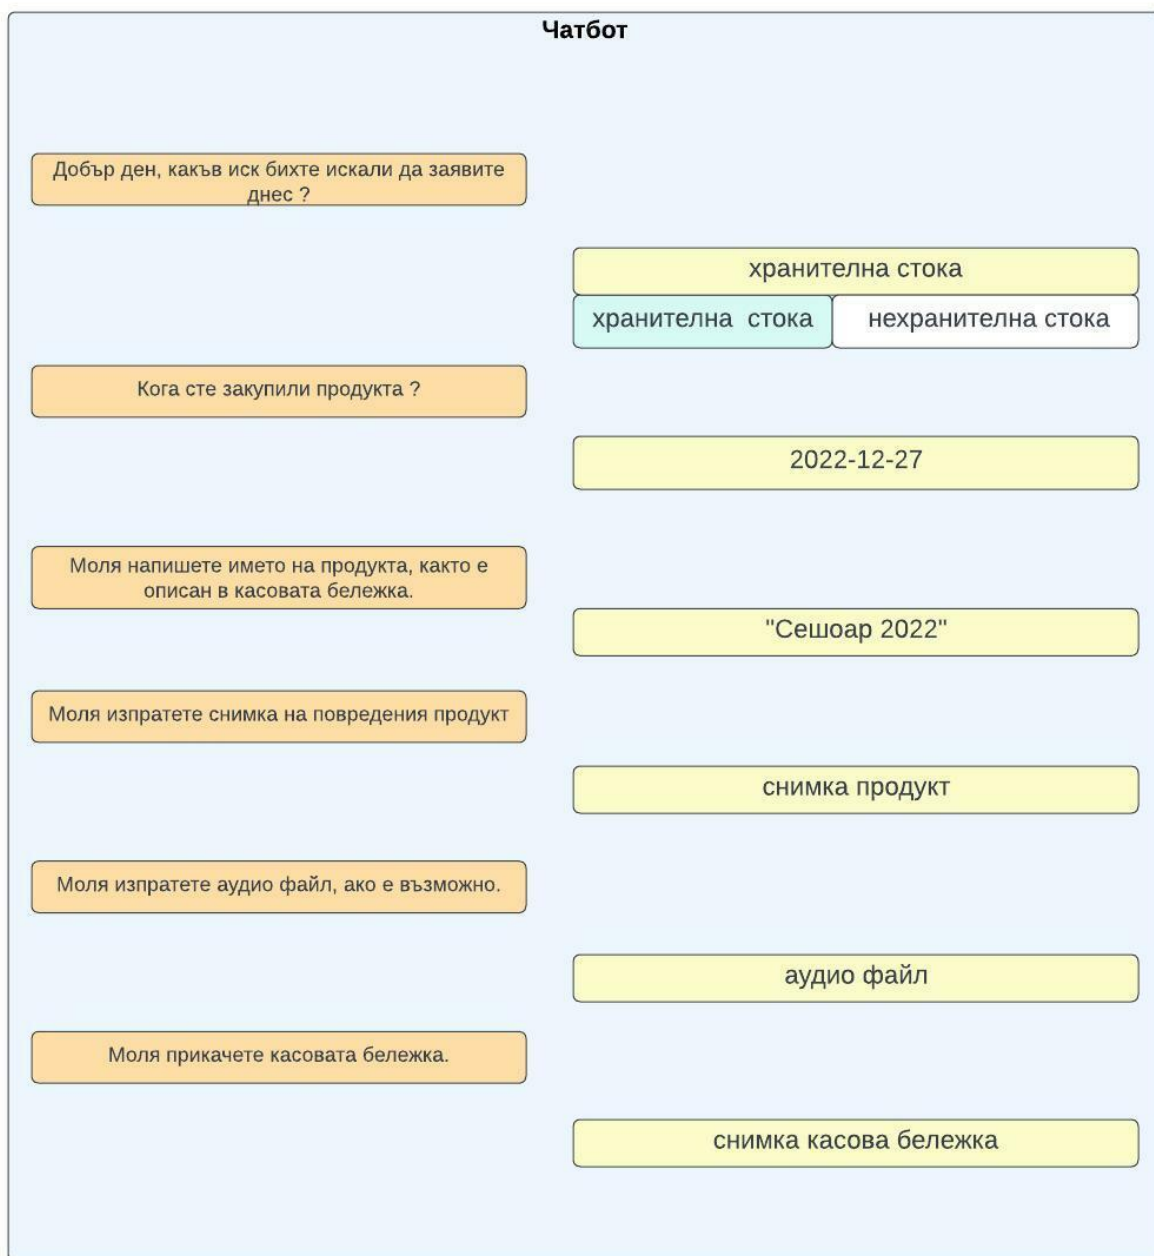 Чатбот
Добър ден, какъв иск бихте искали да заявите
днес ?
хранителна стока
хранителна стока
нехранителна стока
Кога сте закупили продукта ?
2022-12-27
Моля напишете името на продукта, както е
описан в касовата бележка.
"Сешоар 2022"
Моля изпратете снимка на повредения продукт
снимка продукт
Моля изпратете аудио файл, ако е възможно.
аудио файл
Моля прикачете касовата бележка.
снимка касова бележка